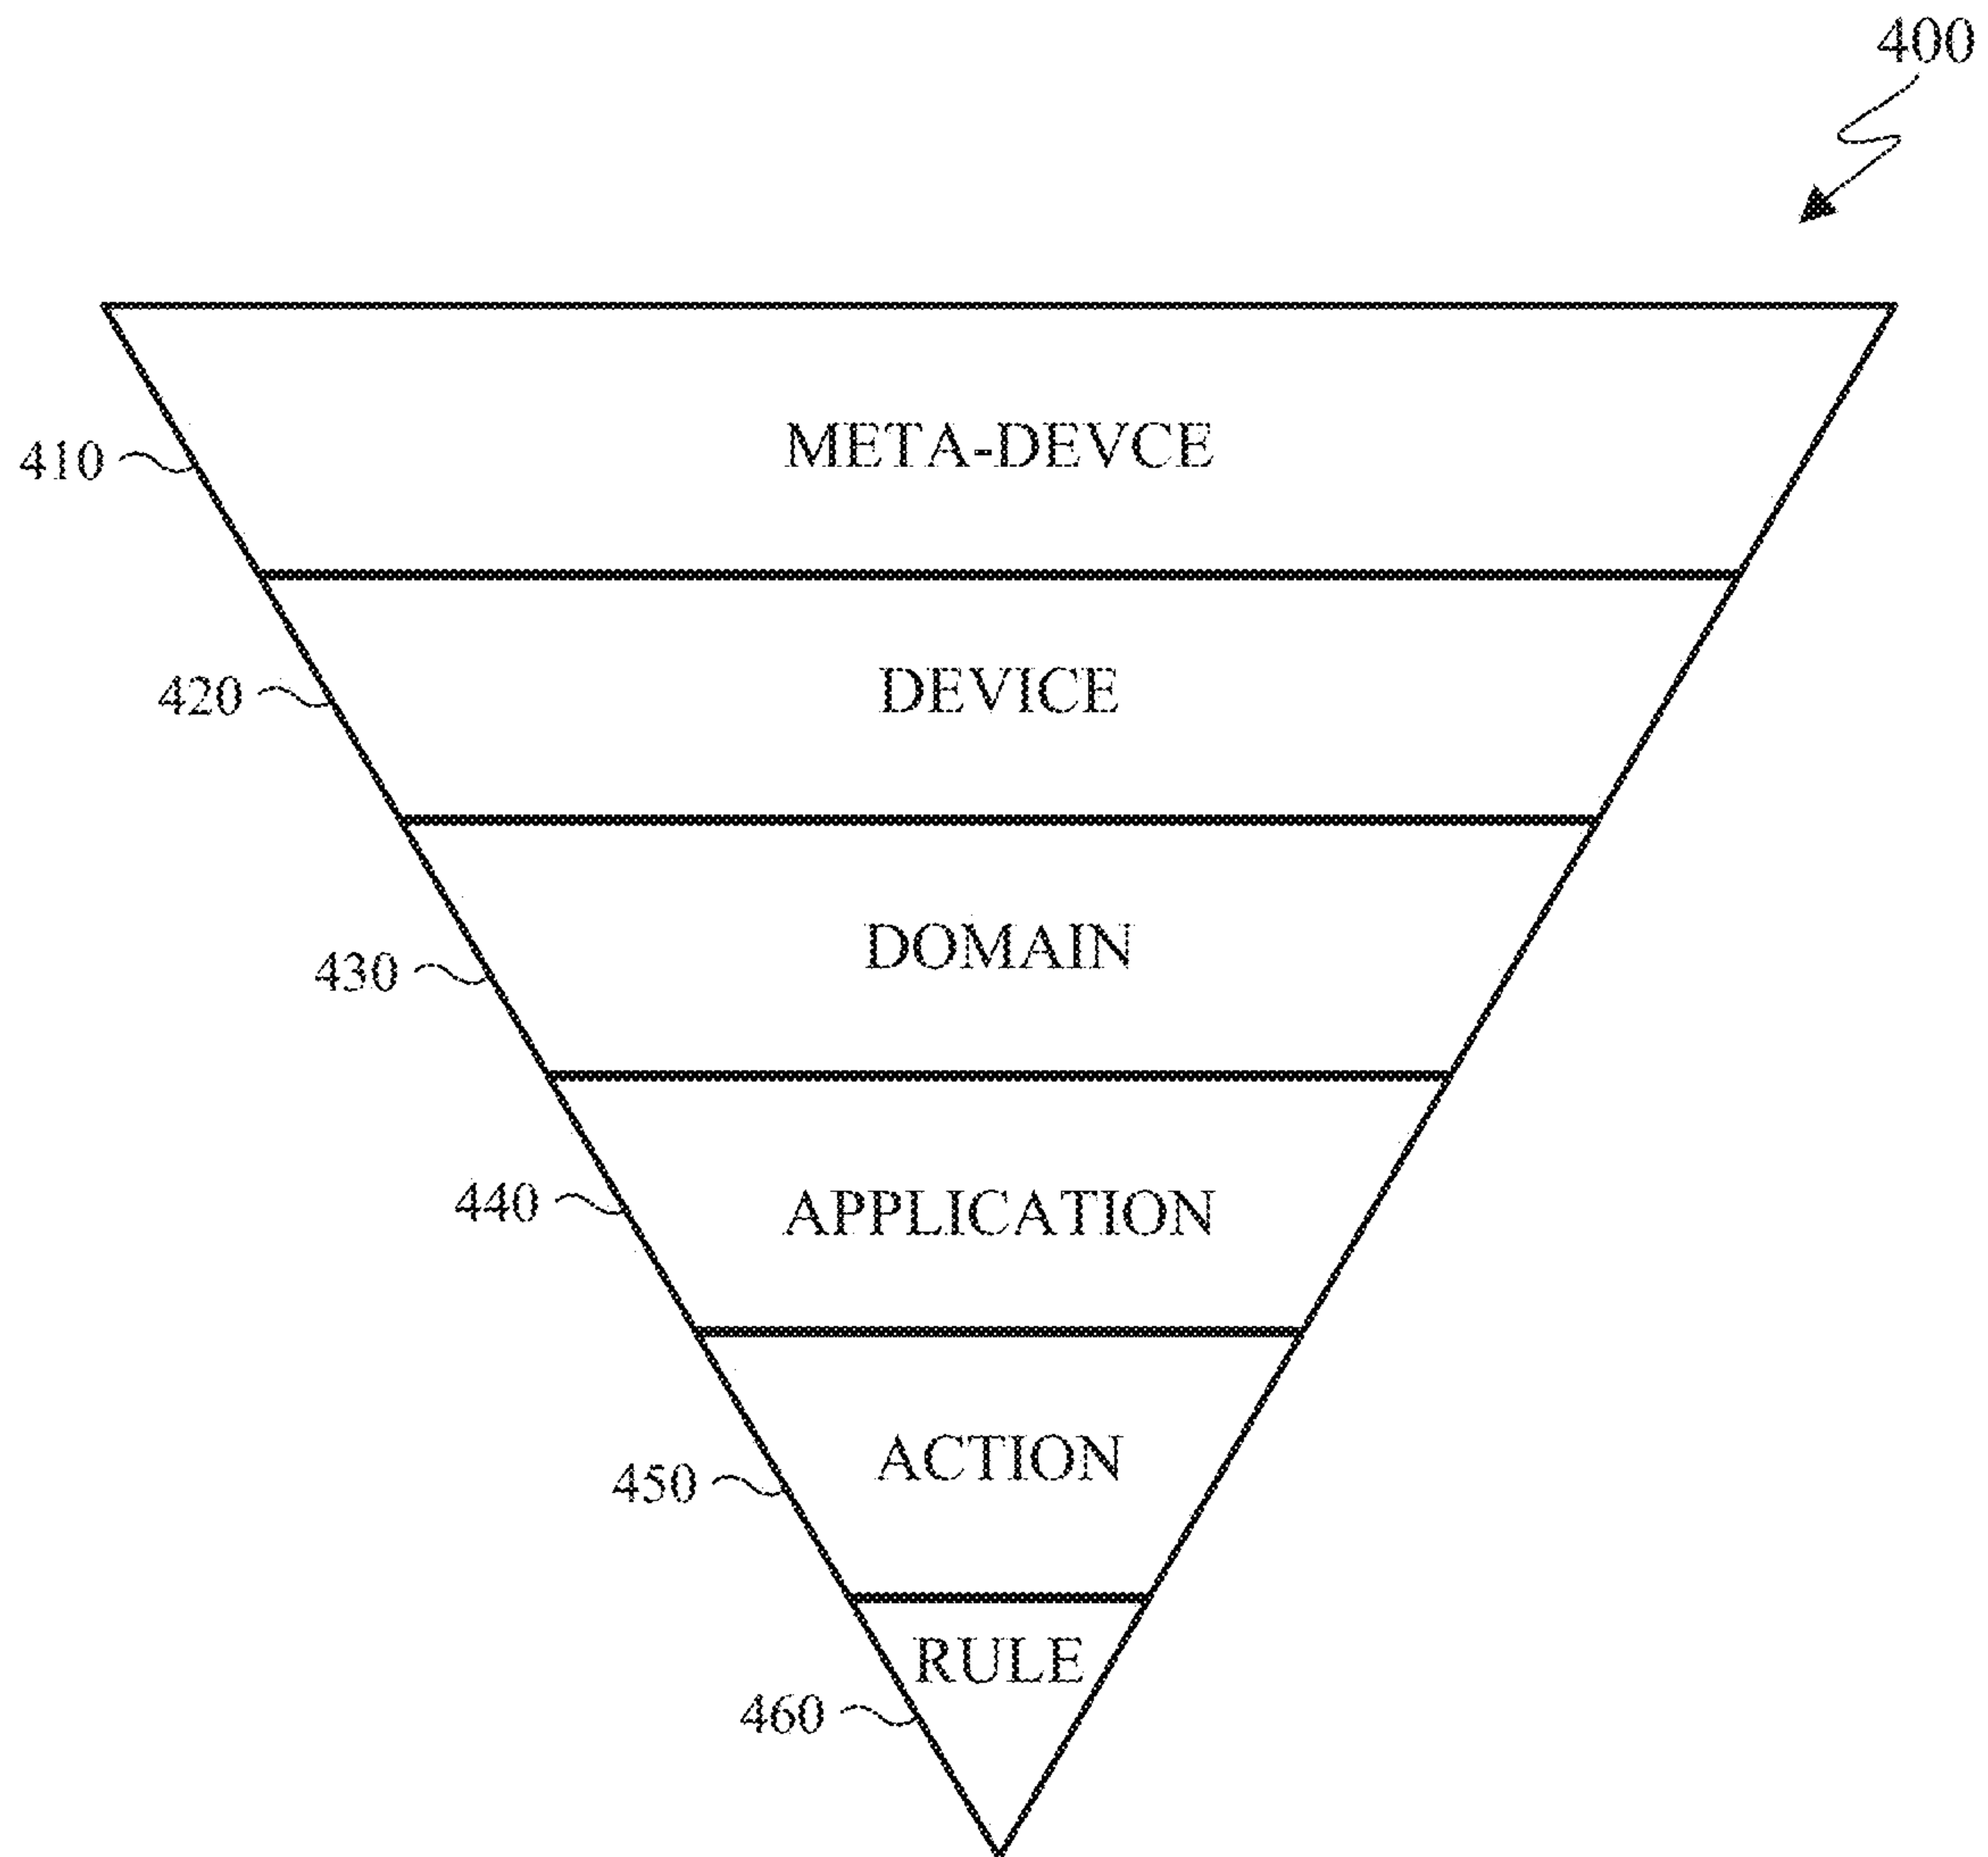 400
META-DEVCE
410
DEVICE
420
DOMAIN
430
APPLICATION
440
ACTION
450
RULE
460